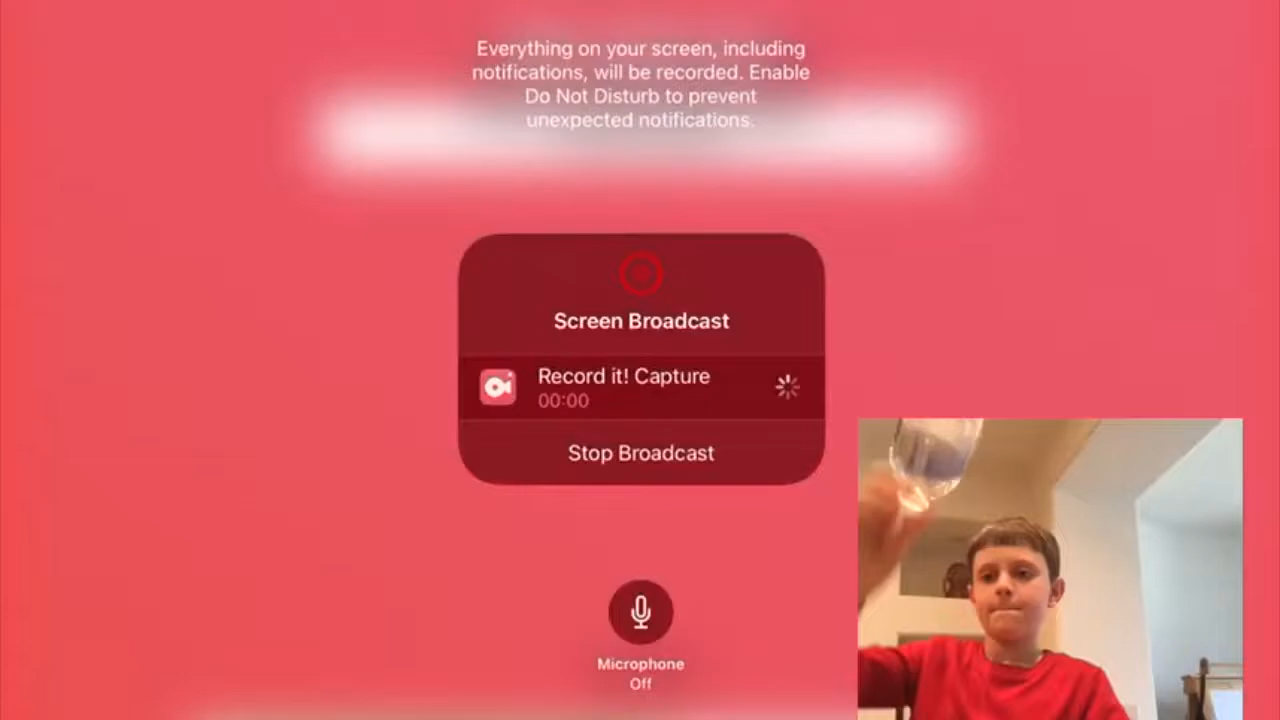 Everything on your screen, including
notifications, will be recorded. Enable
Do Not Disturb to prevent
unexpected notifications.
Screen Broadcast
Record it! Capture
00:00
Stop Broadcast
Microphone
Off